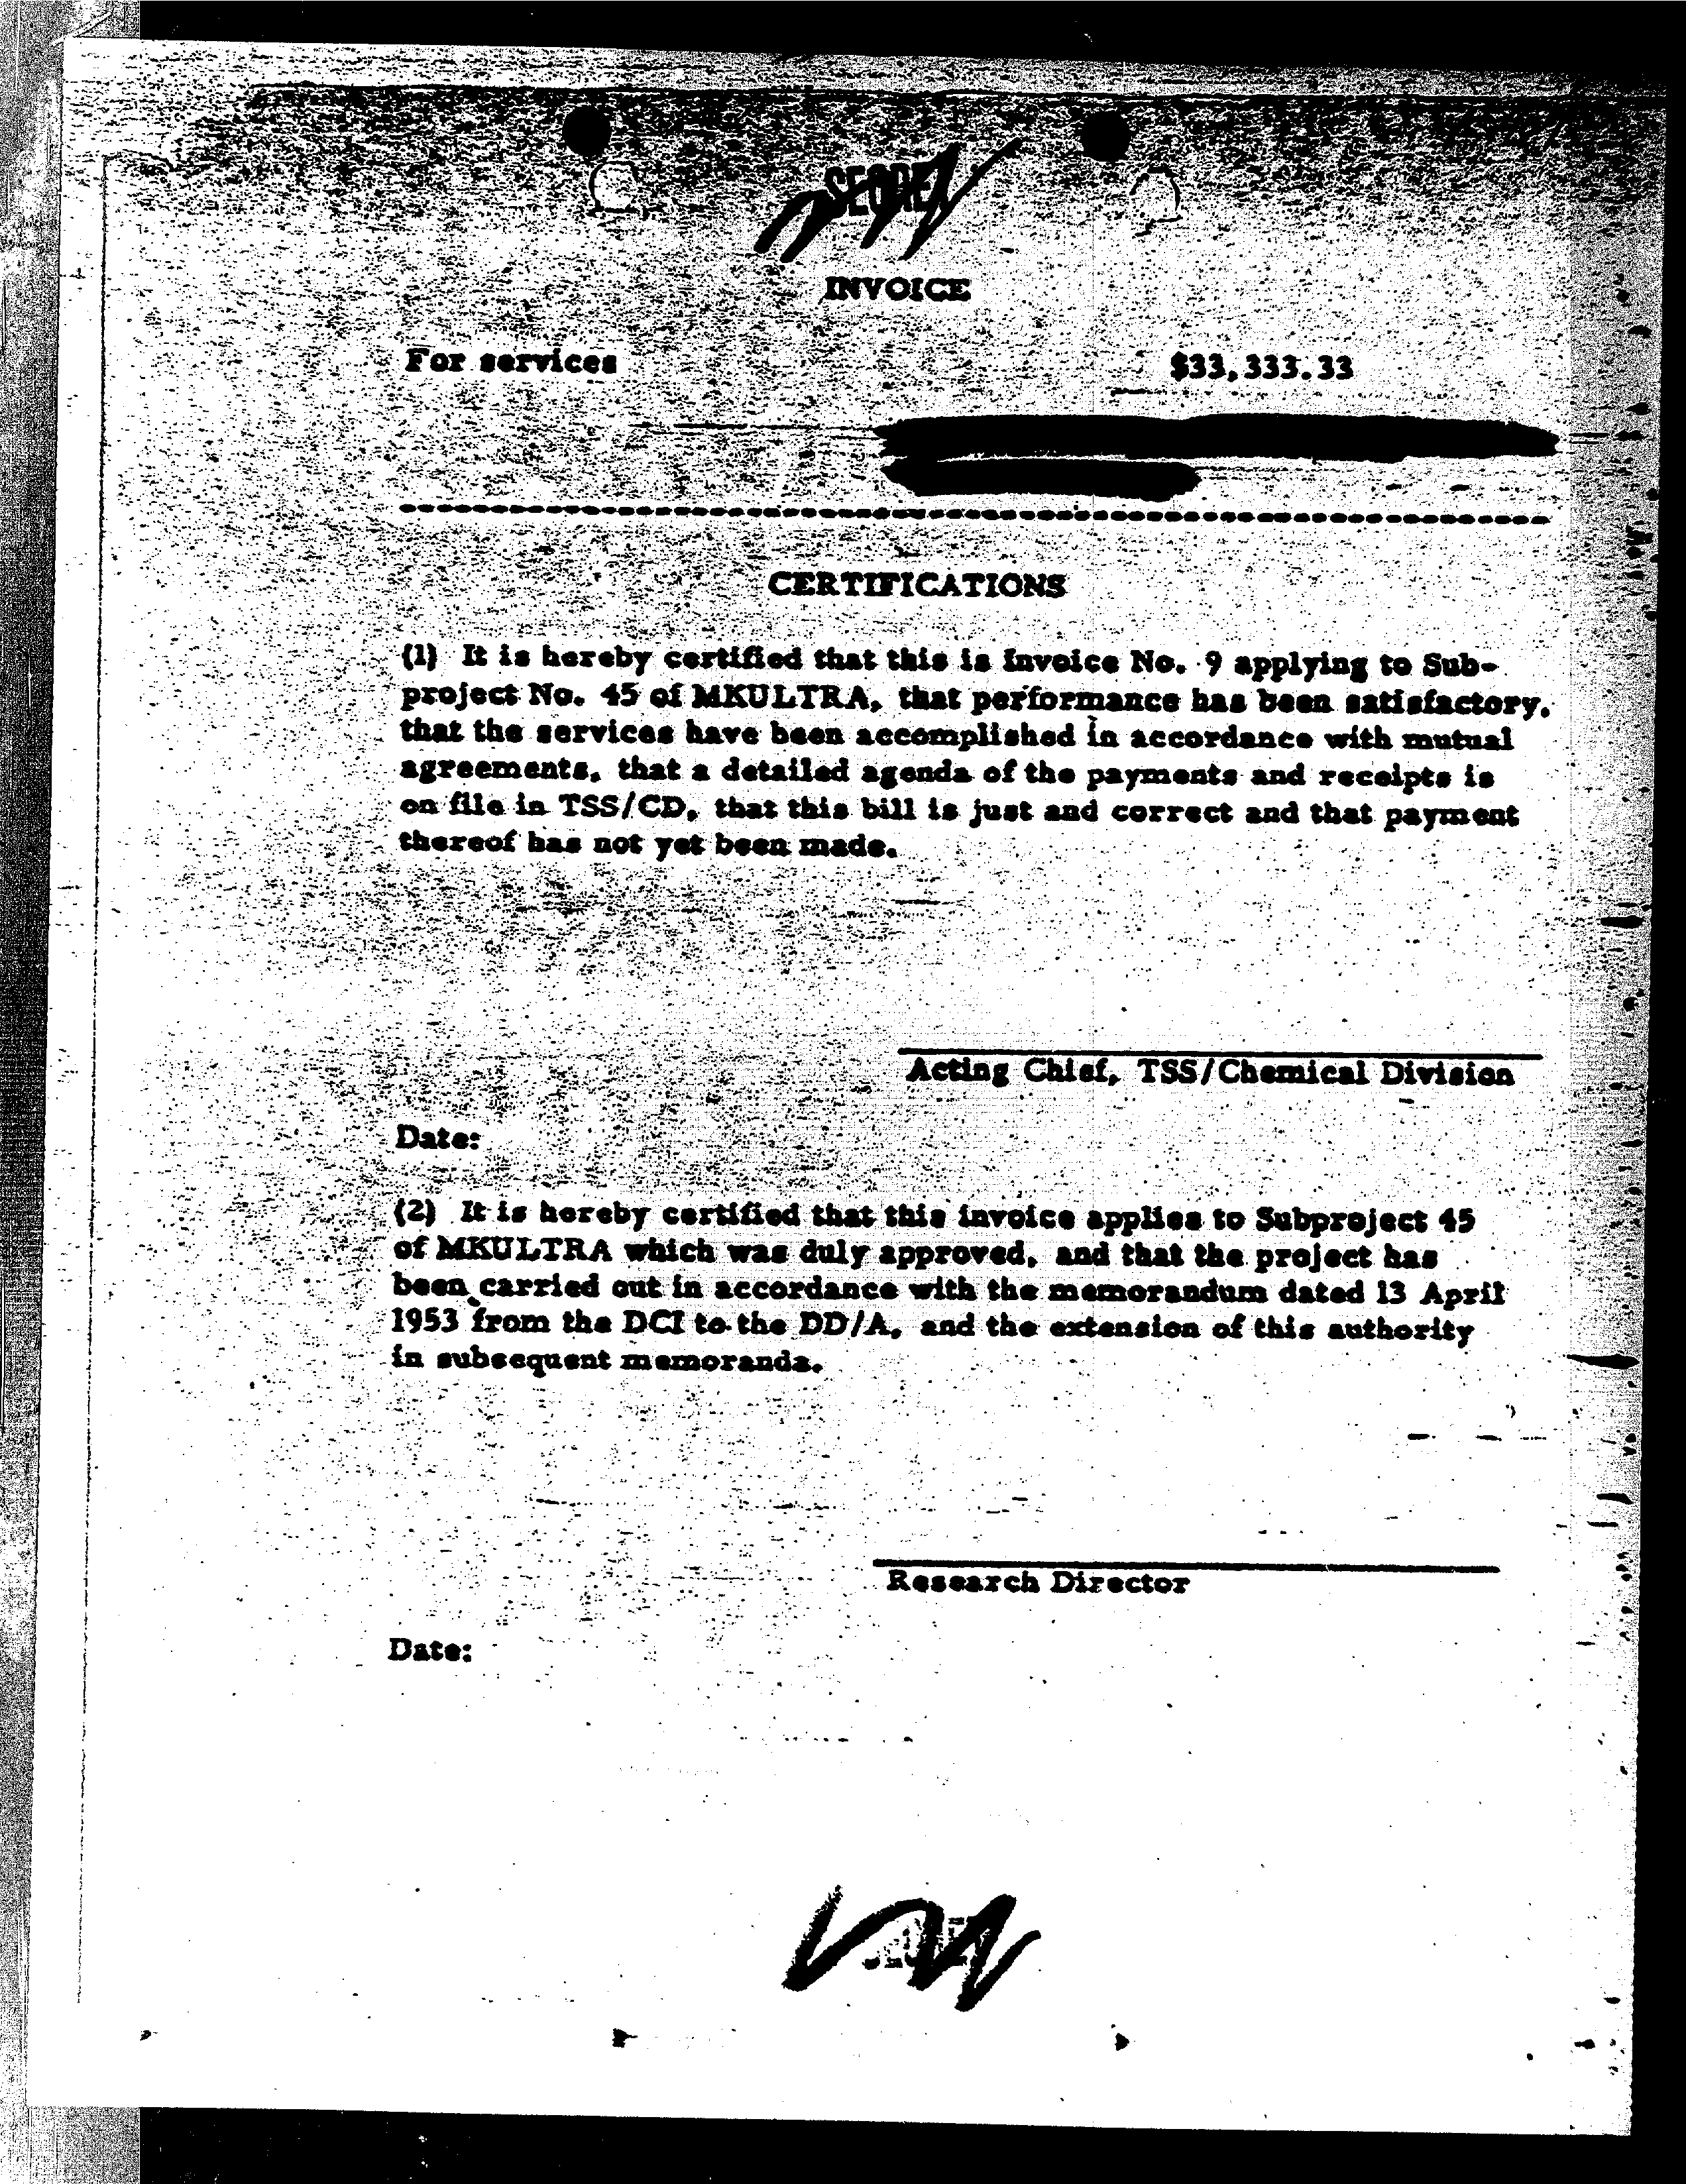 SECRET
INVOICE
For services $33,333.33
CERTIFICATIONS
(1) It is hereby certified that this is Invoice No. 9 applying to Sub-
project No. 45 of MKULTRA, that performance has been satisfactory,
that the services have been accomplished in accordance with mutual
agreements, that a detailed agenda of the payments and receipts is
on file in TSS/CD, that this bill is just and correct and that payment
thereof has not yet been made.
Acting Chief, TSS/Chemical Division
Date:
(2) It is hereby certified that this invoice applies to Subproject 45
of MKULTRA which was duly approved, and that the project has
been carried out in accordance with the memorandum dated 13 April
1953 from the DCI to the DD/A, and the extension of this authority
in subsequent memoranda.
Research Director
Date: